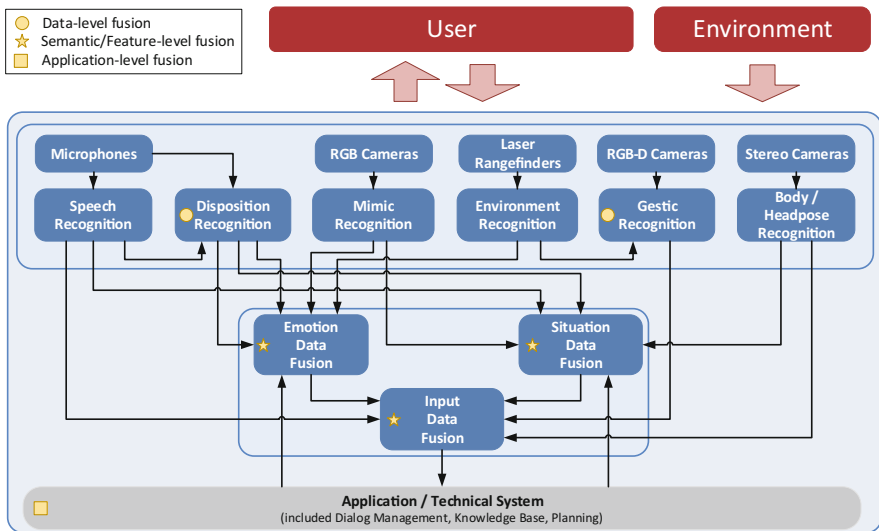 Data-level fusion
Semantic/Feature-level fusion
Application-level fusion
User
Environment
Microphones
RGB Cameras
Laser
Rangefinders
RGB-D Cameras
Stereo Cameras
Speech
Recognition
Disposition
Recognition
Mimic
Recognition
Environment
Recognition
Gestic
Recognition
Body /
Headpose
Recognition
Emotion
Data
Fusion
Situation
Data
Fusion
Input
Data
Fusion
Application / Technical System
(included Dialog Management, Knowledge Base, Planning)